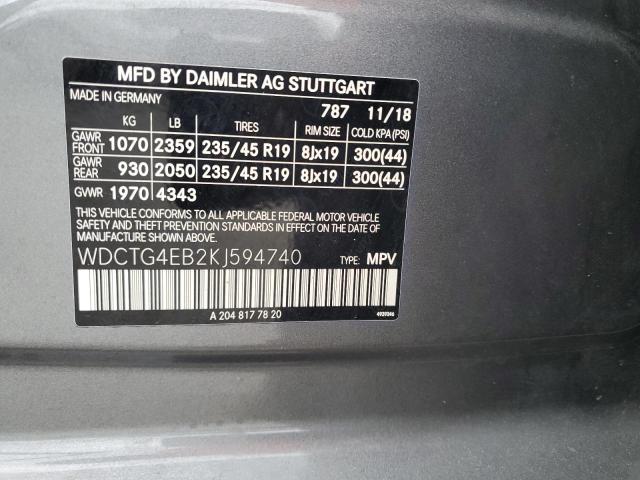 MFD BY DAIMLER AG STUTTGART
MADE IN GERMANY 787 11/18
KG LB TIRES RIM SIZE COLD KPA (PSI)
GAWR FRONT 1070 2359 235/45 R19 8Jx19 300(44)
GAWR REAR 930 2050 235/45 R19 8Jx19 300(44)
GVWR 1970 4343
THIS VEHICLE CONFORMS TO ALL APPLICABLE FEDERAL MOTOR VEHICLE
SAFETY, BUMPER, AND THEFT PREVENTION STANDARDS IN EFFECT
ON THE DATE OF MANUFACTURE SHOWN ABOVE.
WDCTG4EB2KJ594740 TYPE: MPV
A 204 817 78 20 4929346